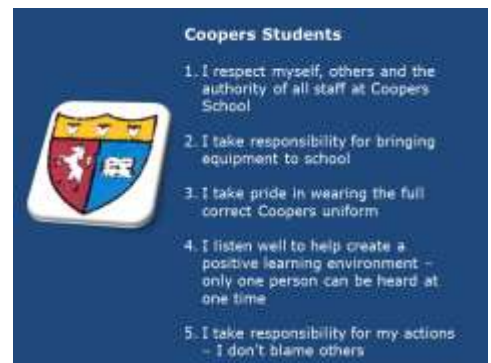 Coopers Students
1. I respect myself, others and the
authority of all staff at Coopers
School
2. I take responsibility for bringing
equipment to school
3. I take pride in wearing the full
correct Coopers uniform
4. I listen well to help create a
positive learning environment –
only one person can be heard at
one time
5. I take responsibility for my actions
– I don't blame others